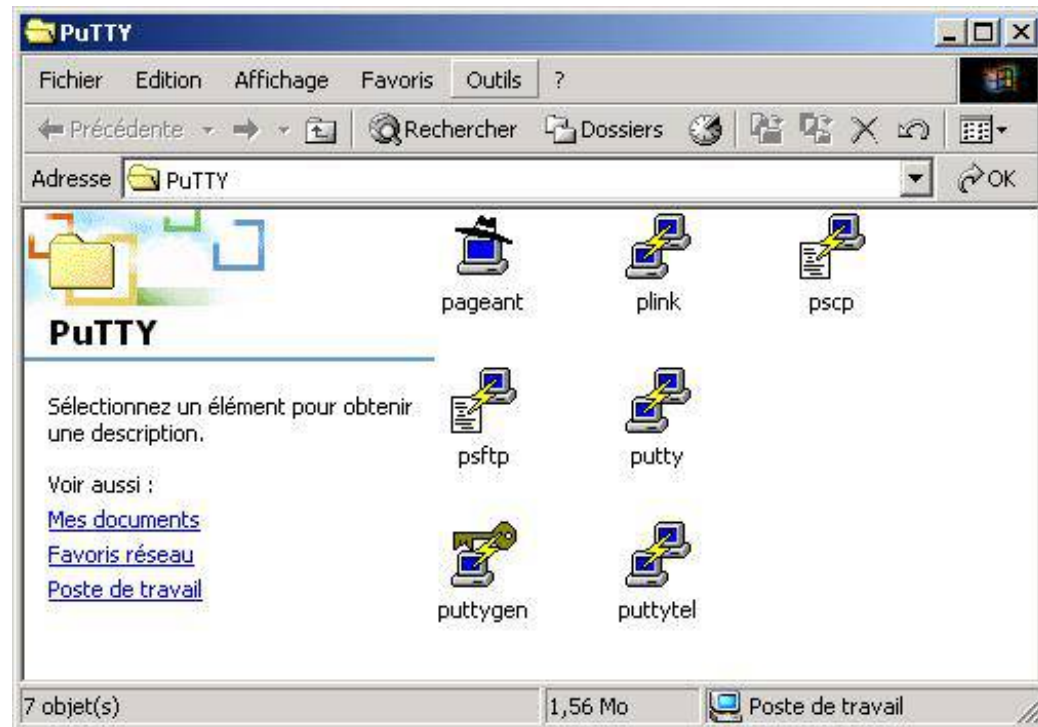 PuTTY
Fichier Edition Affichage Favoris Outils ?
Précédente Rechercher Dossiers
Adresse PuTTY OK
pageant plink pscp
PuTTY
Sélectionnez un élément pour obtenir
une description.
psftp putty
Voir aussi :
Mes documents
Favoris réseau
Poste de travail
puttygen puttytel
7 objet(s) 1,56 Mo Poste de travail